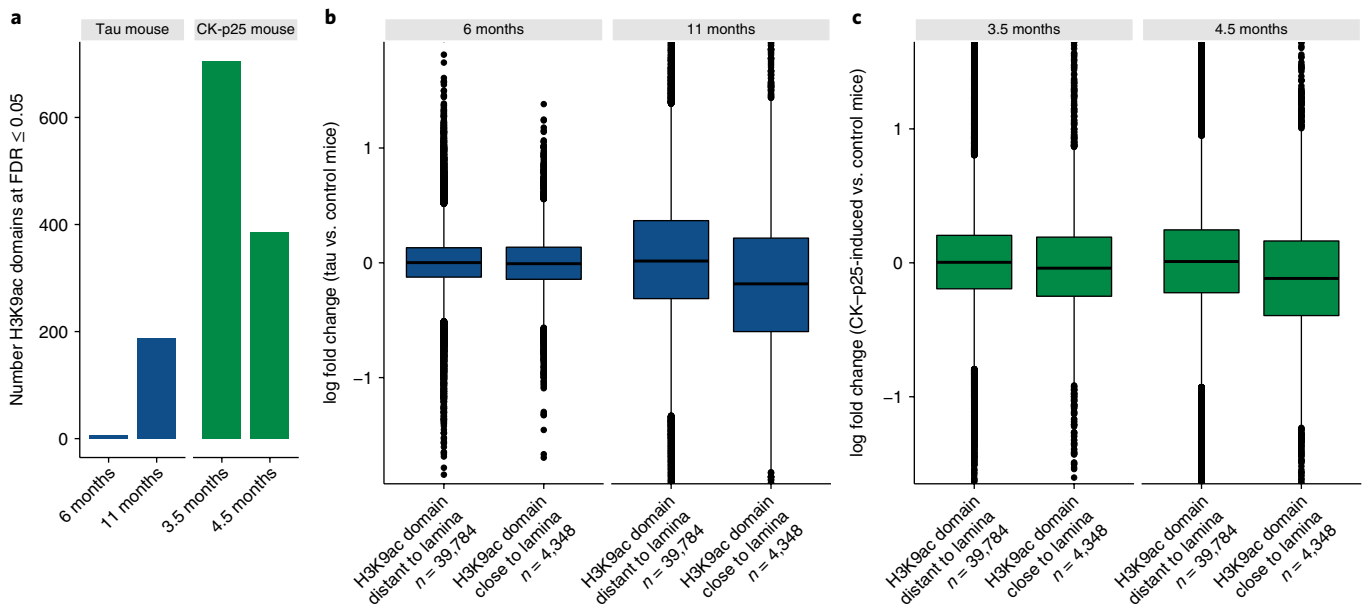 a
Tau mouse
CK-p25 mouse
Number H3K9ac domains at FDR ≤ 0.05
600
400
200
0
6 months
11 months
3.5 months
4.5 months
b
6 months
11 months
log fold change (tau vs. control mice)
1
0
−1
H3K9ac domain
distant to lamina
n = 39,784
H3K9ac domain
close to lamina
n = 4,348
H3K9ac domain
distant to lamina
n = 39,784
H3K9ac domain
close to lamina
n = 4,348
c
3.5 months
4.5 months
log fold change (CK–p25-induced vs. control mice)
1
0
−1
H3K9ac domain
distant to lamina
n = 39,784
H3K9ac domain
close to lamina
n = 4,348
H3K9ac domain
distant to lamina
n = 39,784
H3K9ac domain
close to lamina
n = 4,348